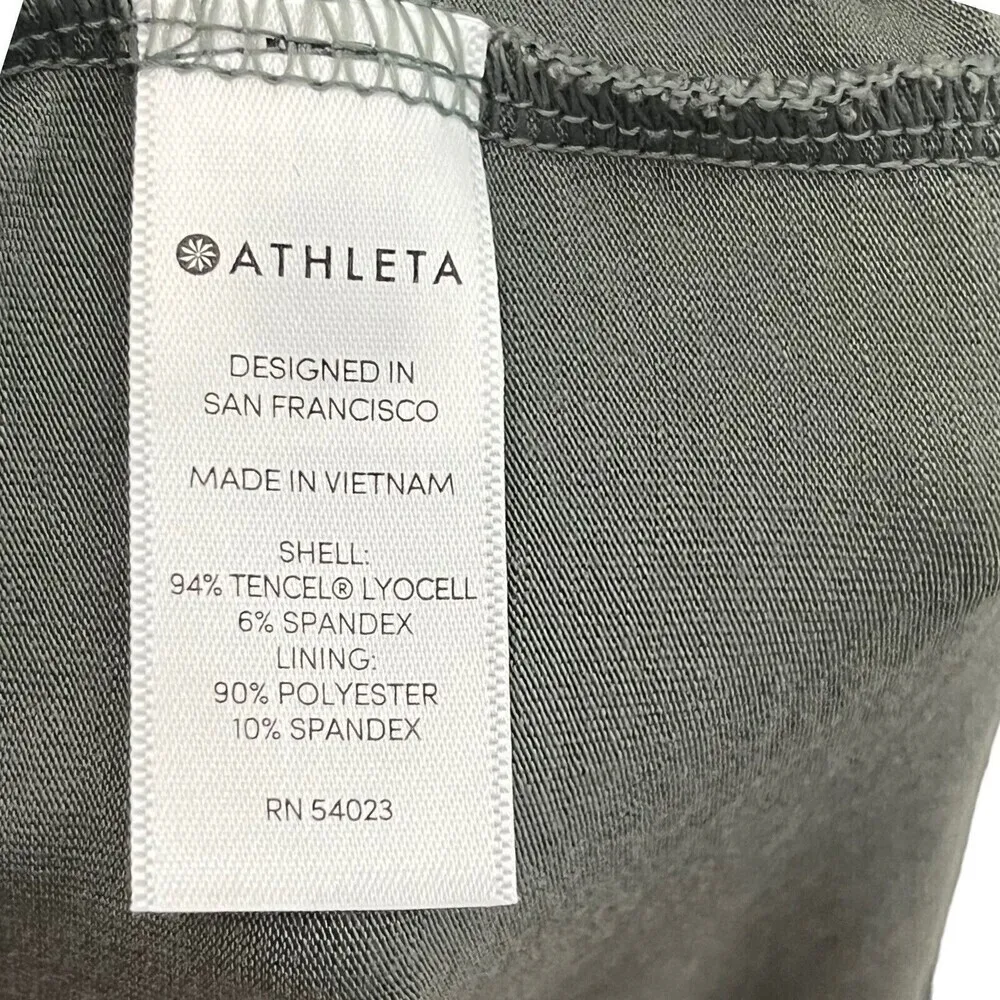 ATHLETA
DESIGNED IN
SAN FRANCISCO
MADE IN VIETNAM
SHELL:
94% TENCEL® LYOCELL
6% SPANDEX
LINING:
90% POLYESTER
10% SPANDEX
RN 54023